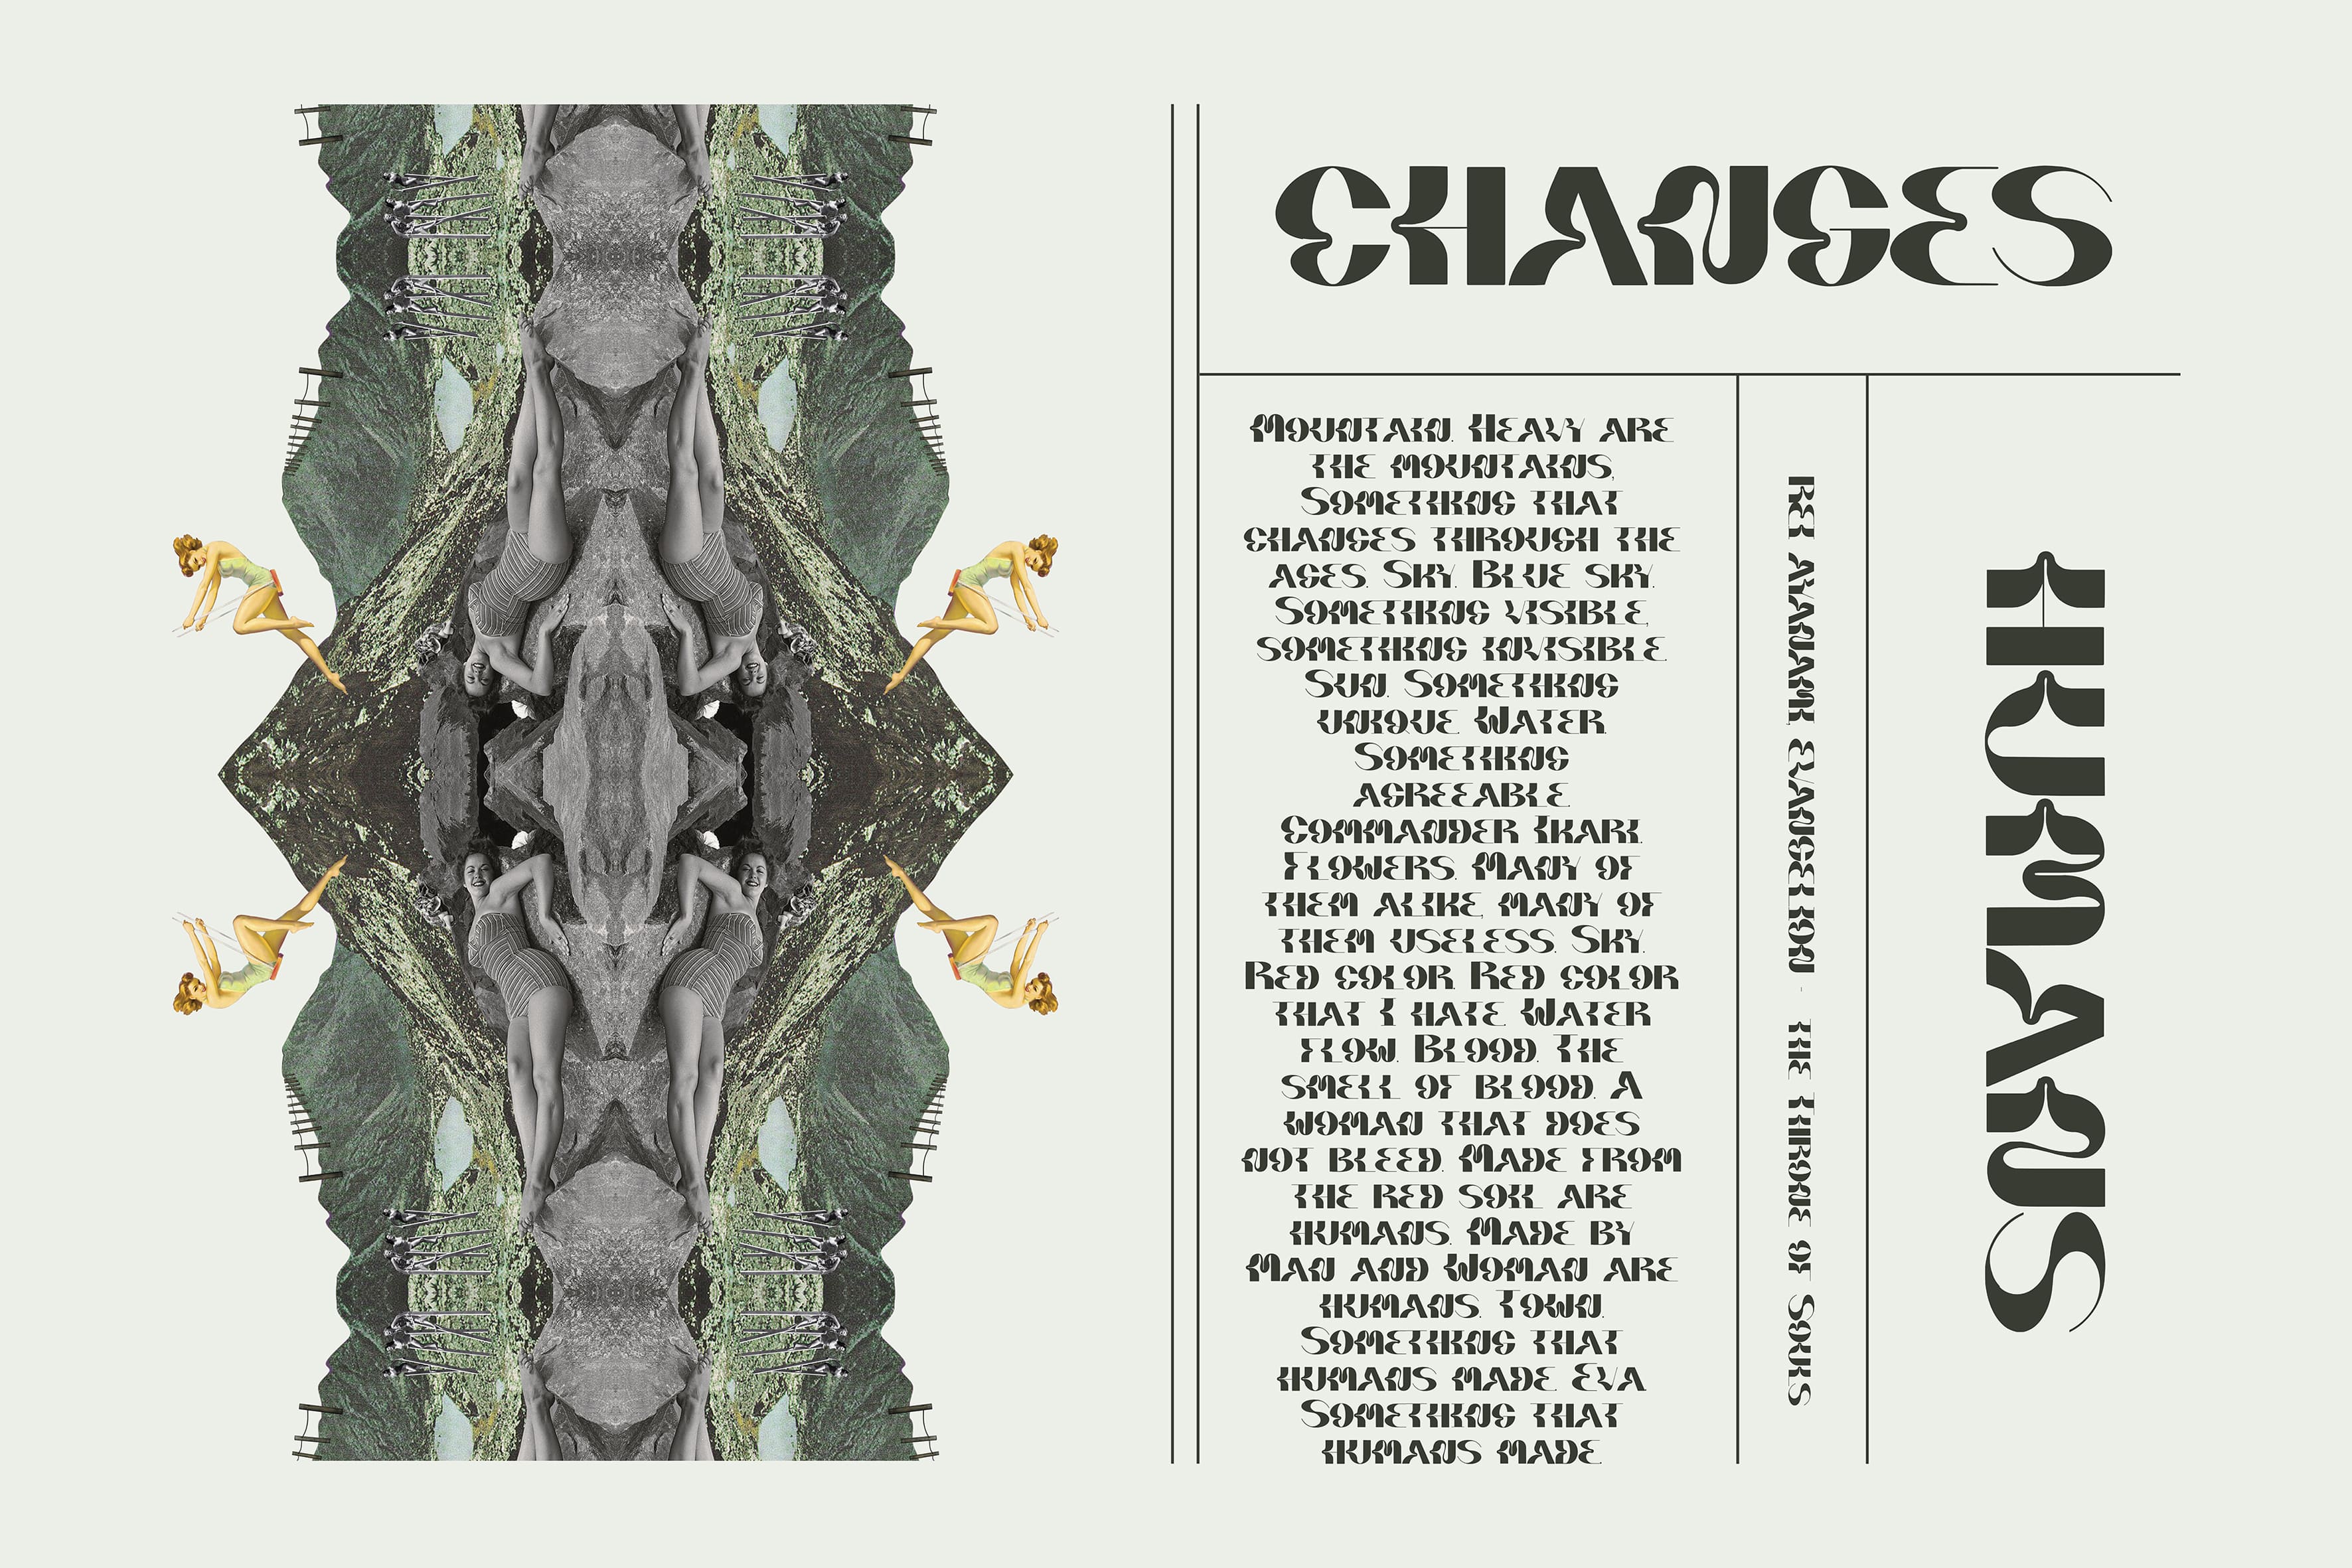 CHANGES
Mountain. Heavy are
the mountains,
Something that
changes through the
ages. Sky. Blue sky.
Something visible,
something invisible.
Sun. Something
unique. Water.
Something
agreeable.
Commander Ikari.
Flowers. Many of
them alike, many of
them useless. Sky.
Red color. Red color
that I hate. Water
flow. Blood. The
smell of blood. A
woman that does
not bleed. Made from
the red soil are
humans. Made by
Man and Woman are
humans. Town.
Something that
humans made. Eva
Something that
humans made.
Rei Ayanami, Evangelion - The Throne of Souls
HUMANS